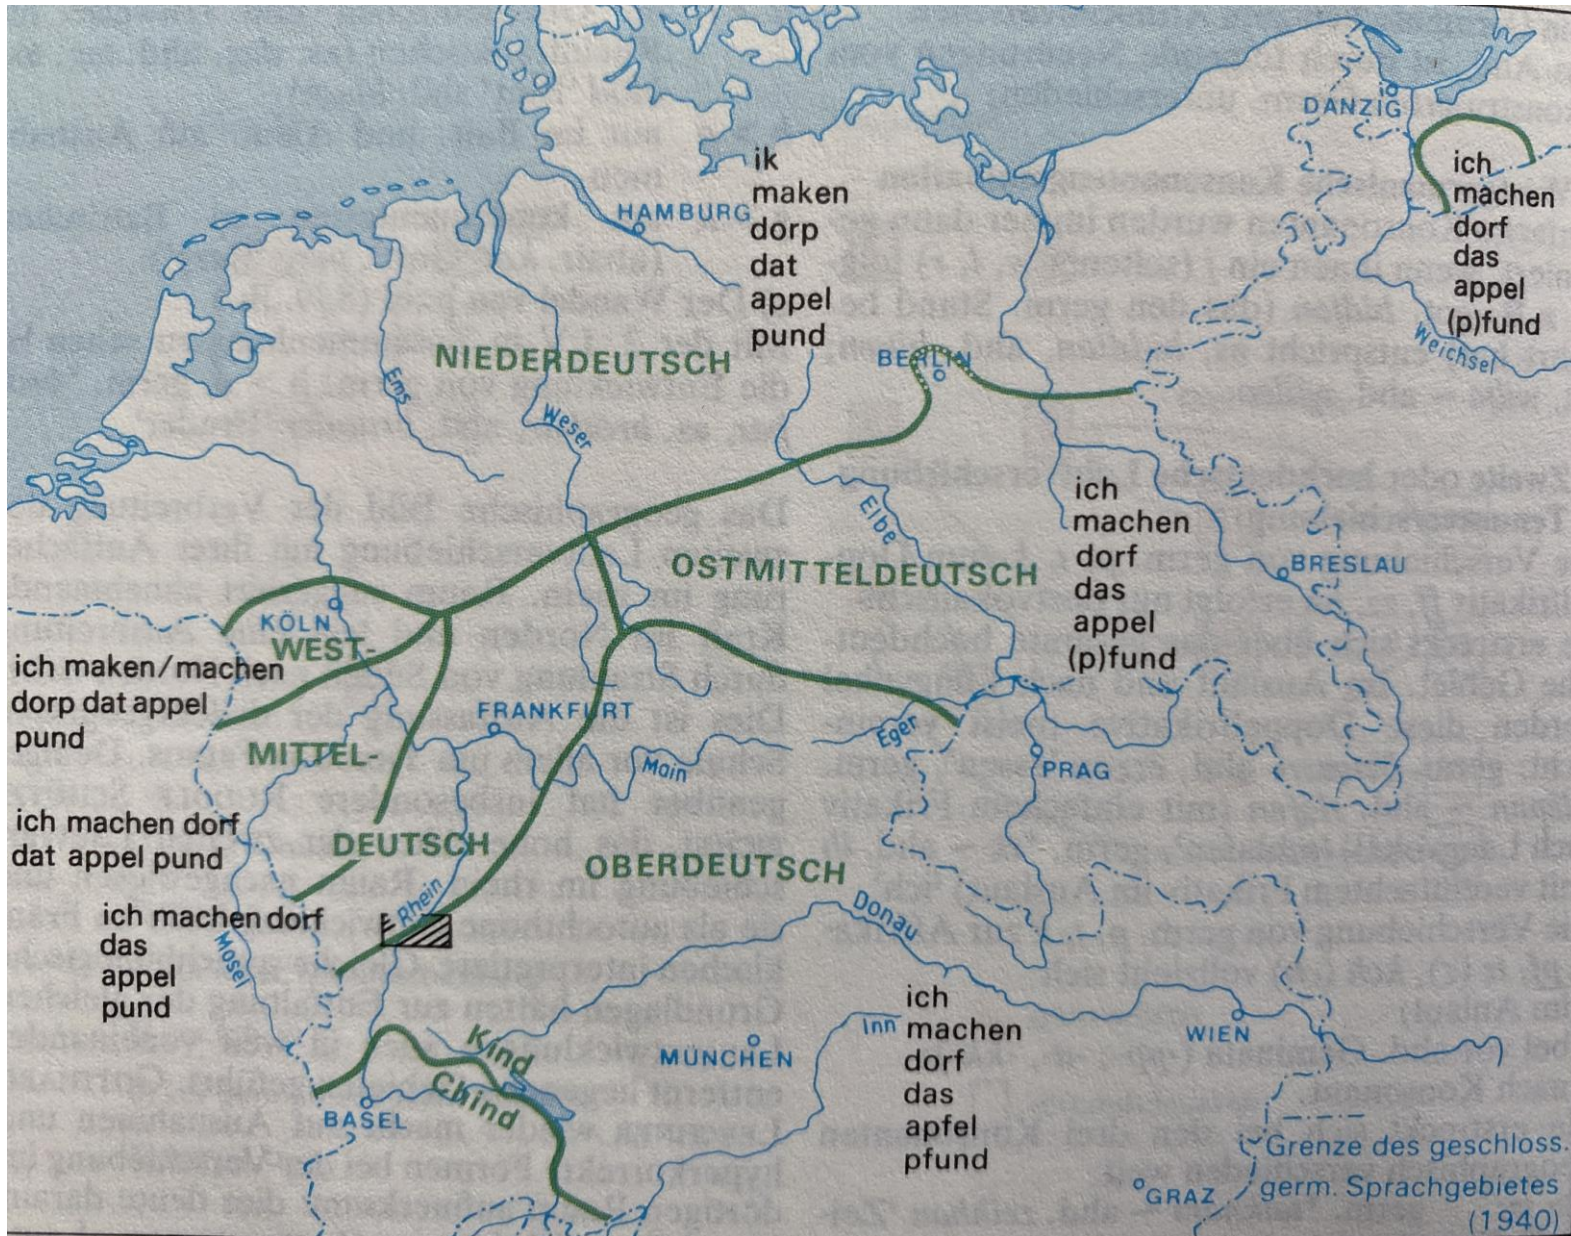 DANZIG
ik
maken
dorp
dat
appel
pund
HAMBURG
ich
machen
dorf
das
appel
(p)fund
Weichsel
NIEDERDEUTSCH
BERLIN
Ems
Weser
Elbe
ich
machen
dorf
das
appel
(p)fund
OSTMITTELDEUTSCH
BRESLAU
KÖLN
WEST-
ich maken/machen
dorp dat appel
pund
FRANKFURT
MITTEL-
Main
Eger
PRAG
ich machen dorf
dat appel pund
DEUTSCH
OBERDEUTSCH
Rhein
Donau
ich machen dorf
das
appel
pund
Mosel
ich
machen
dorf
das
apfel
pfund
Inn
WIEN
MÜNCHEN
Kind
Chind
BASEL
GRAZ
Grenze des geschloss.
germ. Sprachgebietes
(1940)